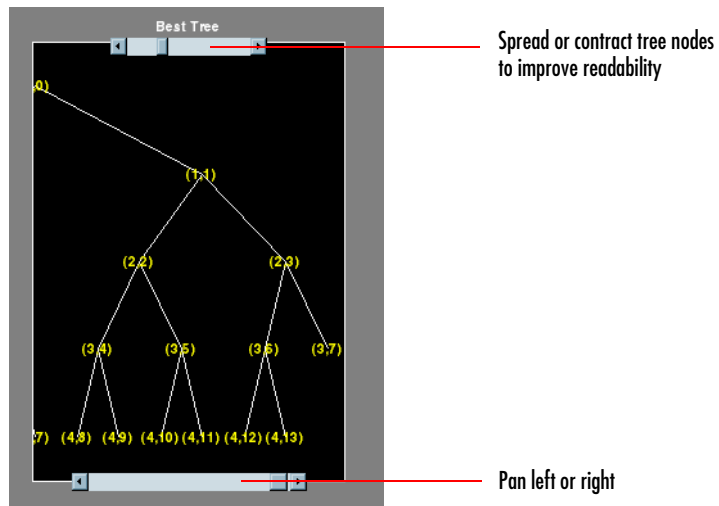 Best Tree
Spread or contract tree nodes
to improve readability
,0)
(1,1)
(2,2) (2,3)
(3,4) (3,5) (3,6) (3,7)
,7) (4,8) (4,9) (4,10) (4,11) (4,12) (4,13)
Pan left or right